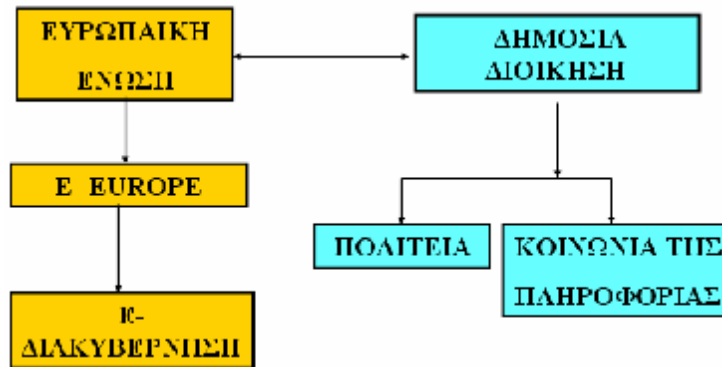 ΕΥΡΩΠΑΙΚΗ
ΕΝΩΣΗ
ΔΗΜΟΣΙΑ
ΔΙΟΙΚΗΣΗ
E EUROPE
ΠΟΛΙΤΕΙΑ
ΚΟΙΝΩΝΙΑ ΤΗΣ
ΠΛΗΡΟΦΟΡΙΑΣ
Ε-
ΔΙΑΚΥΒΕΡΝΗΣΗ